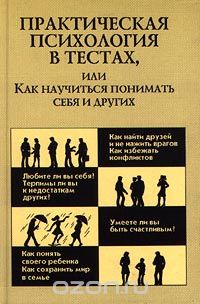 ПРАКТИЧЕСКАЯ
ПСИХОЛОГИЯ
В ТЕСТАХ,
ИЛИ
КАК НАУЧИТЬСЯ ПОНИМАТЬ
СЕБЯ И ДРУГИХ
Как найти друзей
и не нажить врагов
Как избежать
конфликтов
Любите ли вы себя?
Терпимы ли вы
к недостаткам
других?
Умеете ли вы
быть счастливым?
Как понять
своего ребенка
Как сохранить мир
в семье
ozon.ru